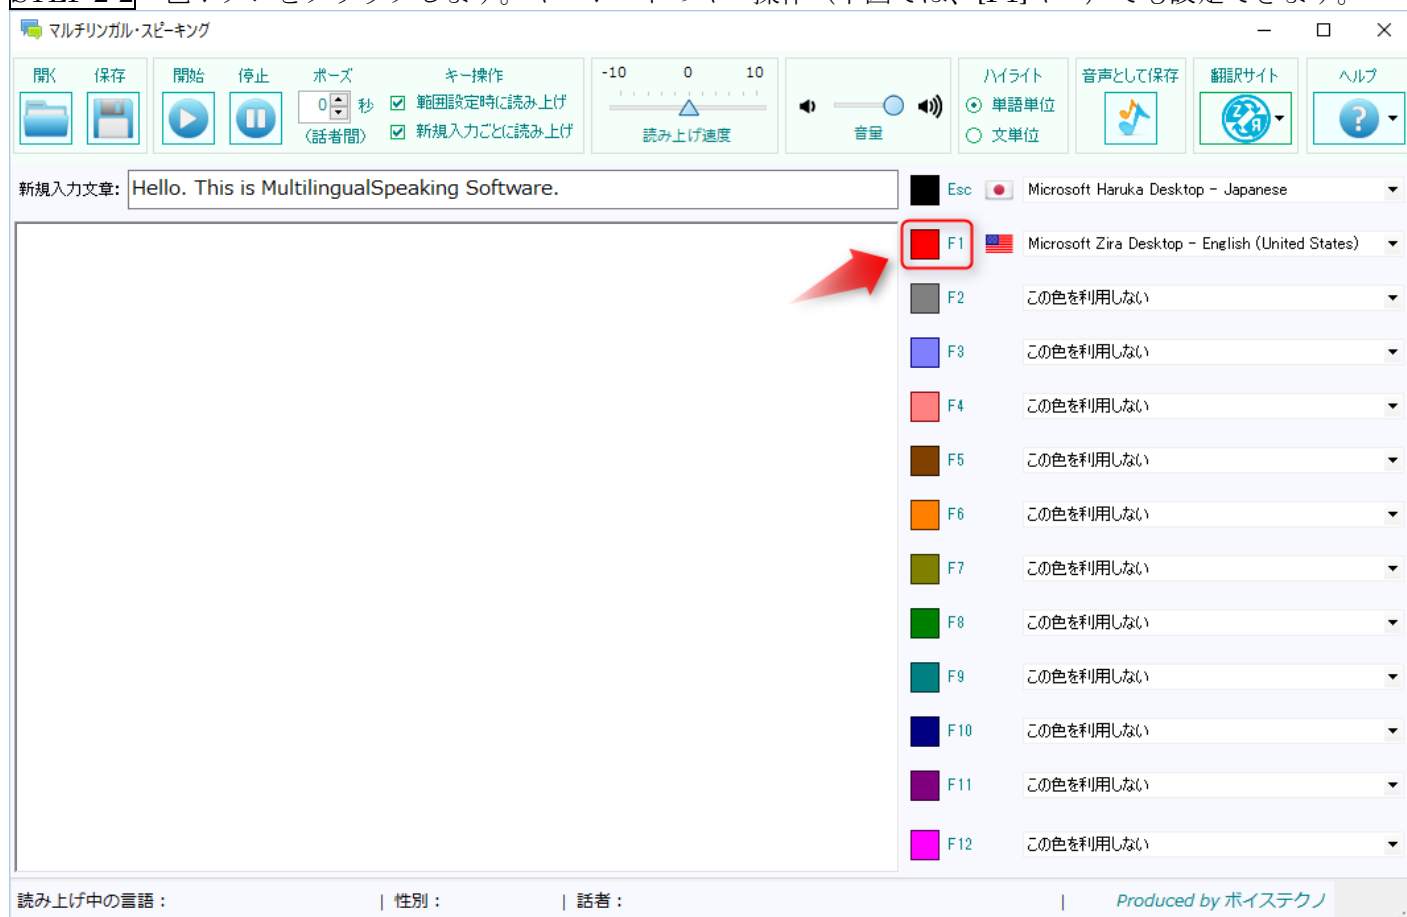 マルチリンガル・スピーキング
開く 保存 開始 停止 ポーズ キー操作 -10 0 10 ハイライト 音声として保存 翻訳サイト ヘルプ
0 秒 範囲設定時に読み上げ 単語単位
(話者間) 新規入力ごとに読み上げ 読み上げ速度 音量 文単位
新規入力文章: Hello. This is MultilingualSpeaking Software.
Esc Microsoft Haruka Desktop - Japanese
F1 Microsoft Zira Desktop - English (United States)
F2 この色を利用しない
F3 この色を利用しない
F4 この色を利用しない
F5 この色を利用しない
F6 この色を利用しない
F7 この色を利用しない
F8 この色を利用しない
F9 この色を利用しない
F10 この色を利用しない
F11 この色を利用しない
F12 この色を利用しない
読み上げ中の言語: | 性別: | 話者: | Produced by ボイステクノ